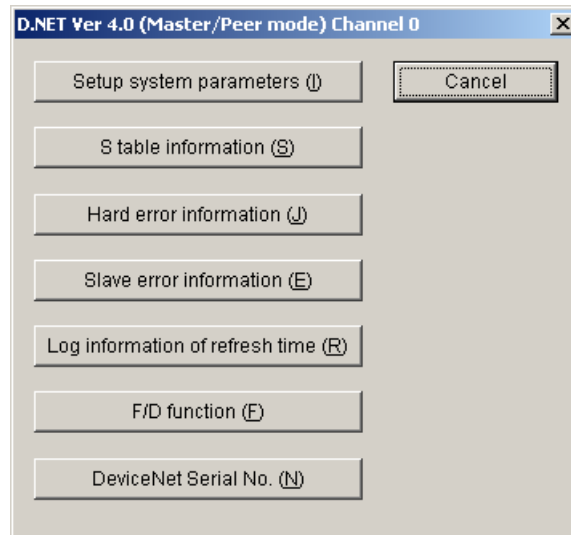 D.NET Ver 4.0 (Master/Peer mode) Channel 0
Setup system parameters (I)
Cancel
S table information (S)
Hard error information (J)
Slave error information (E)
Log information of refresh time (R)
F/D function (F)
DeviceNet Serial No. (N)